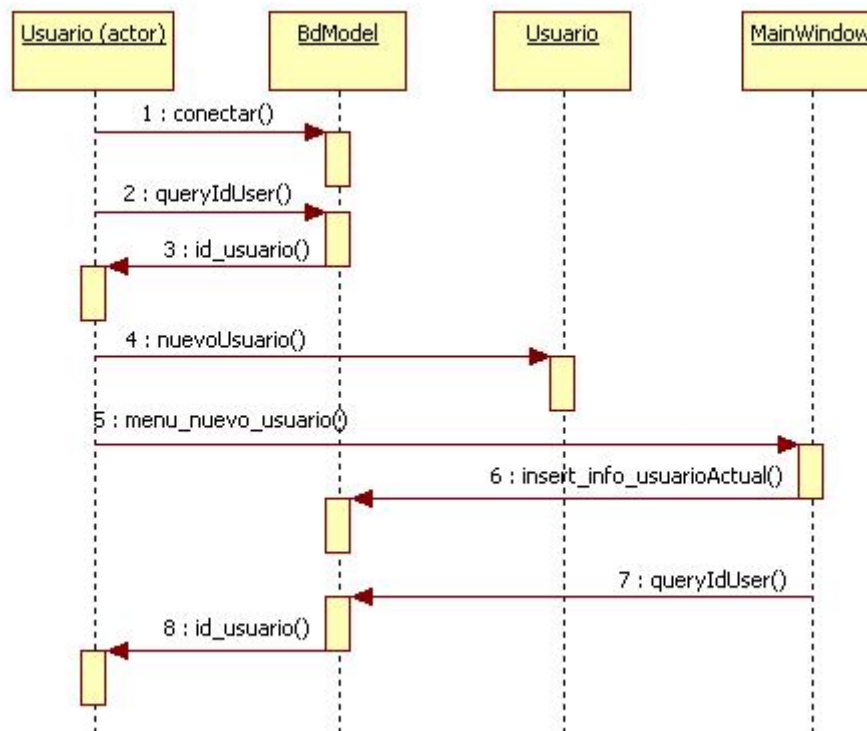 Usuario (actor)
BdModel
Usuario
MainWindow
1 : conectar()
2 : queryIdUser()
3 : id_usuario()
4 : nuevoUsuario()
5 : menu_nuevo_usuario()
6 : insert_info_usuarioActual()
7 : queryIdUser()
8 : id_usuario()